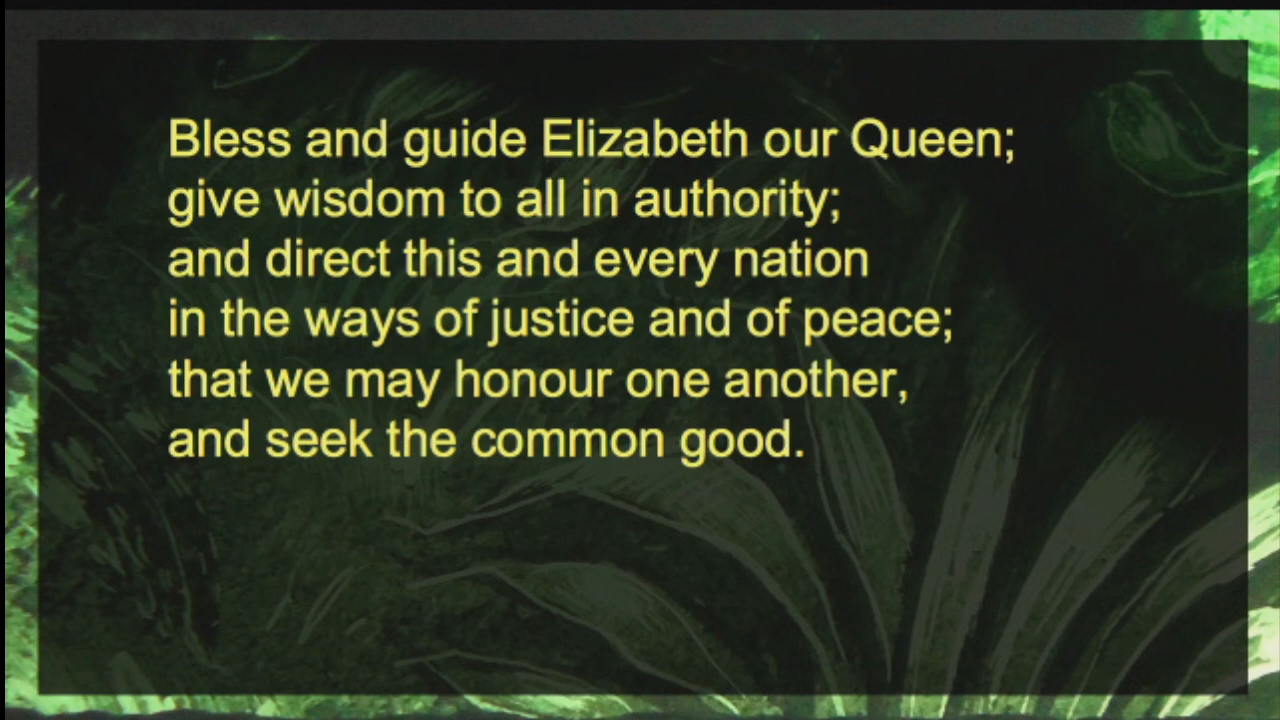 Bless and guide Elizabeth our Queen;
give wisdom to all in authority;
and direct this and every nation
in the ways of justice and of peace;
that we may honour one another,
and seek the common good.